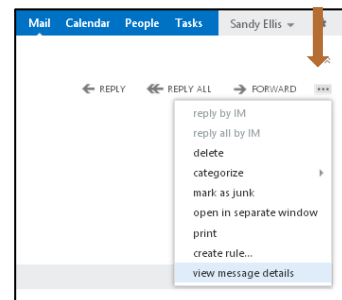 Mail Calendar People Tasks Sandy Ellis
REPLY REPLY ALL FORWARD ...
reply by IM
reply all by IM
delete
categorize
mark as junk
open in separate window
print
create rule...
view message details